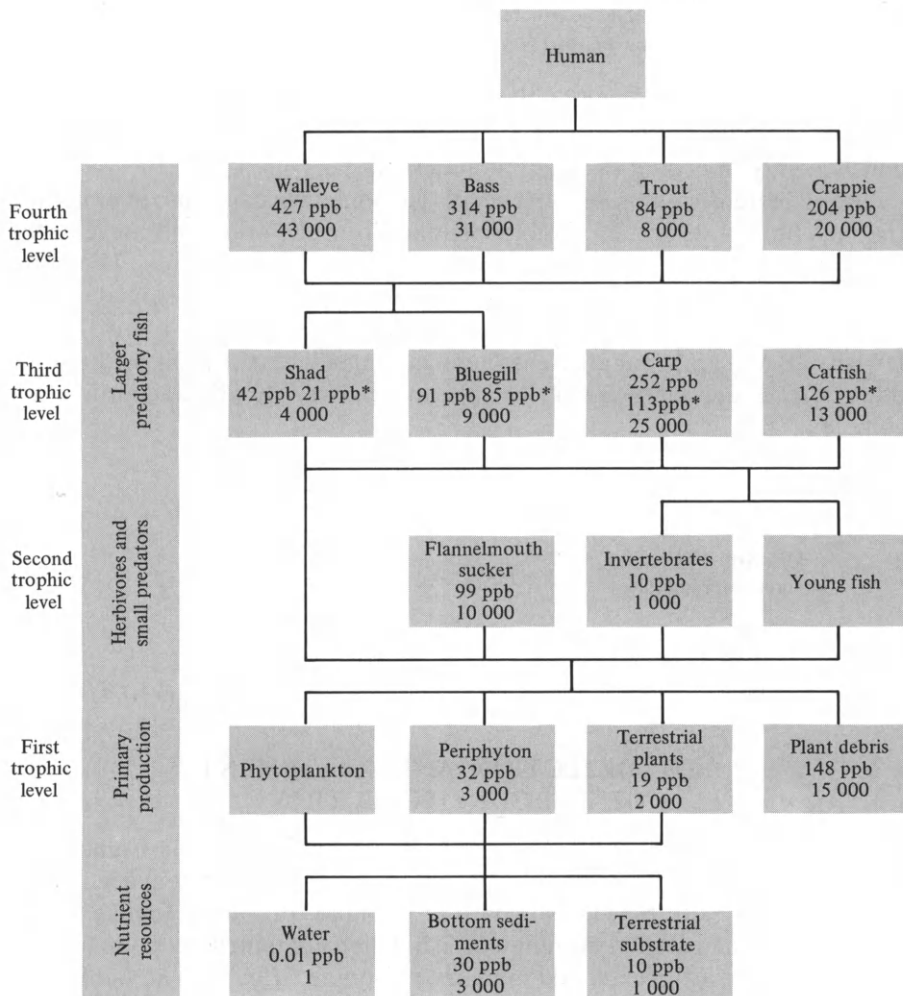 Human
Fourth
trophic
level
Walleye
427 ppb
43 000
Bass
314 ppb
31 000
Trout
84 ppb
8 000
Crappie
204 ppb
20 000
Third
trophic
level
Larger
predatory fish
Shad
42 ppb 21 ppb*
4 000
Bluegill
91 ppb 85 ppb*
9 000
Carp
252 ppb
113ppb*
25 000
Catfish
126 ppb*
13 000
Second
trophic
level
Herbivores and
small predators
Flannelmouth
sucker
99 ppb
10 000
Invertebrates
10 ppb
1 000
Young fish
First
trophic
level
Primary
production
Phytoplankton
Periphyton
32 ppb
3 000
Terrestrial
plants
19 ppb
2 000
Plant debris
148 ppb
15 000
Nutrient
resources
Water
0.01 ppb
1
Bottom sedi-
ments
30 ppb
3 000
Terrestrial
substrate
10 ppb
1 000